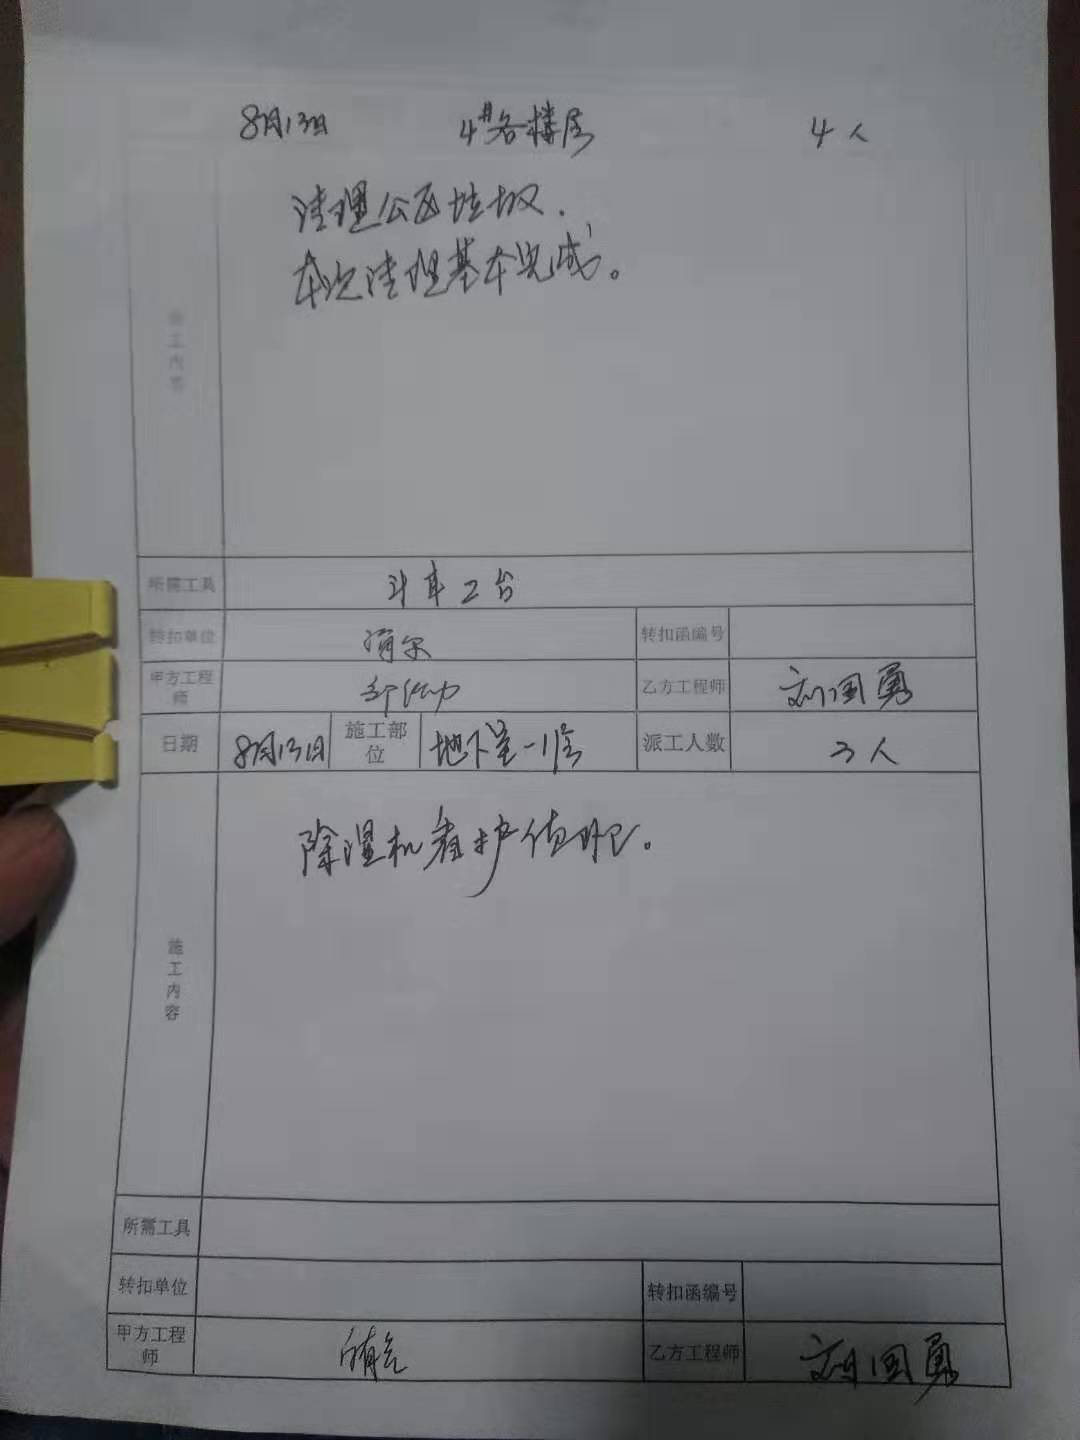 8月13日 4#各楼层 4人
清理公区垃圾.
本次清理基本完成。
施工内容
所需工具 斗车2台
转扣单位 转扣函编号
甲方工程师 乙方工程师 刘国勇
日期 8月13日 施工部位 地下室一1层 派工人数 3人
除湿机看护值班。
施工内容
所需工具
转扣单位 转扣函编号
甲方工程师 乙方工程师 刘国勇